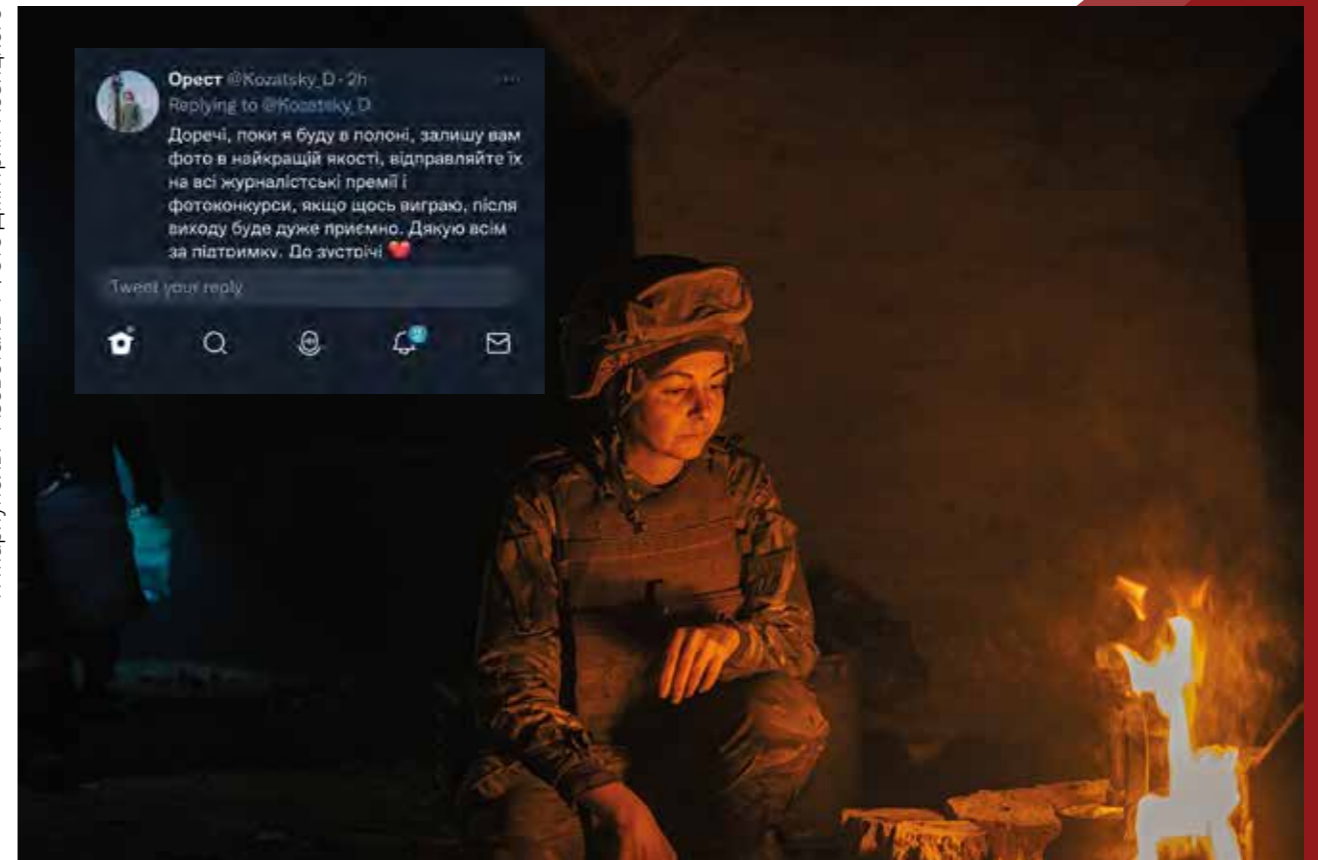 Орест @Kozatsky_D · 2h
Replying to @Kozatsky_D
Доречі, поки я буду в полоні, залишу вам
фото в найкращій якості, відправляйте їх
на всі журналістські премії і
фотоконкурси, якщо щось виграю, після
виходу буде дуже приємно. Дякую всім
за підтримку. До зустрічі ❤️
Tweet your reply